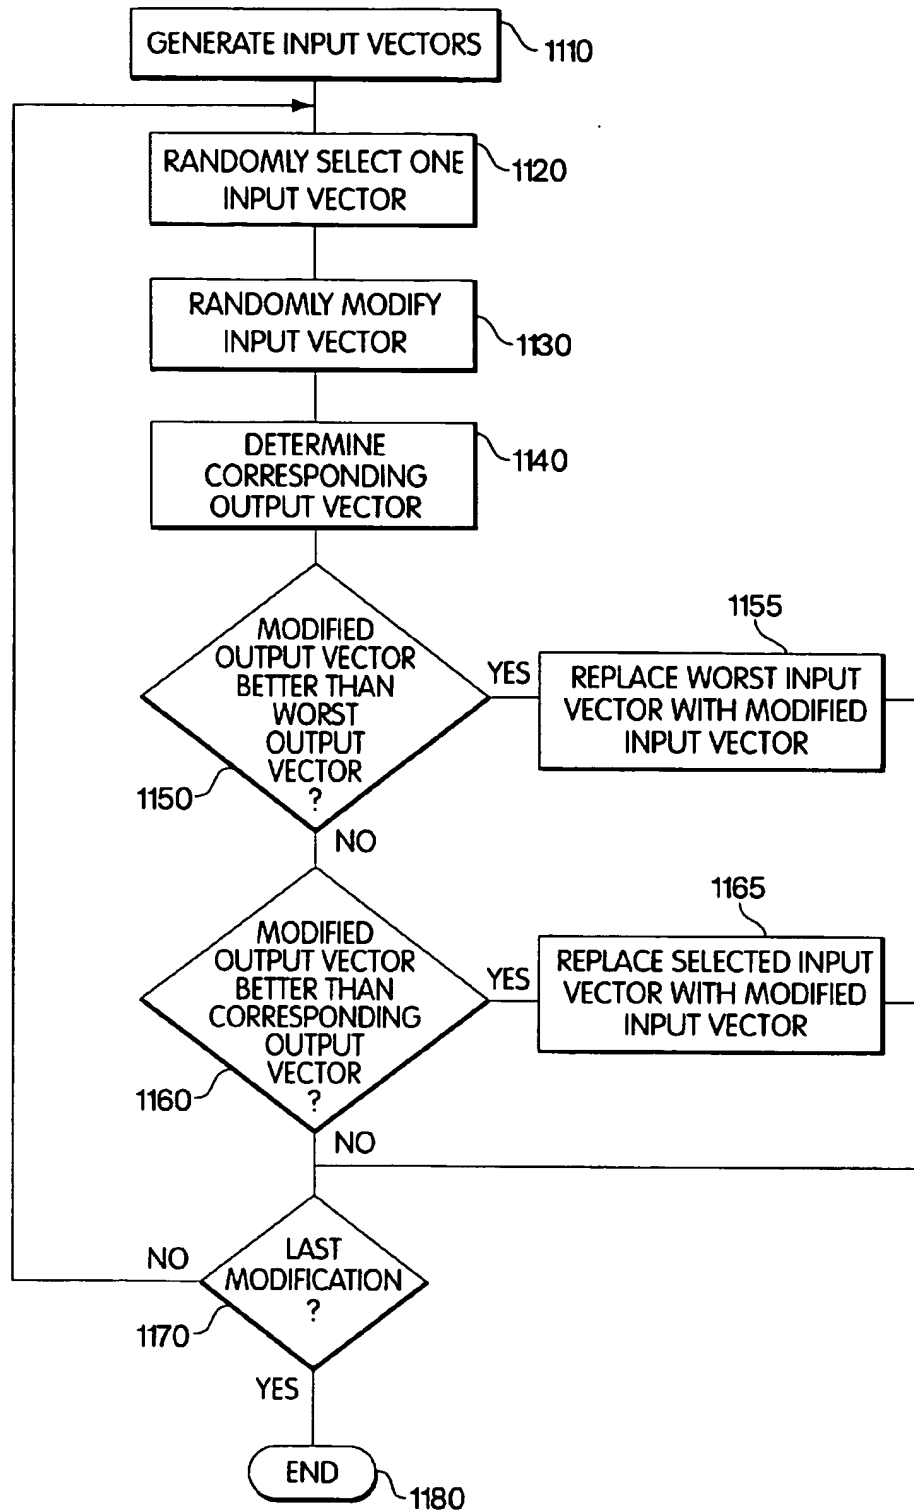 GENERATE INPUT VECTORS
1110
RANDOMLY SELECT ONE
INPUT VECTOR
1120
RANDOMLY MODIFY
INPUT VECTOR
1130
DETERMINE
CORRESPONDING
OUTPUT VECTOR
1140
MODIFIED
OUTPUT VECTOR
BETTER THAN
WORST
OUTPUT
VECTOR
?
1150
YES
1155
REPLACE WORST INPUT
VECTOR WITH MODIFIED
INPUT VECTOR
NO
MODIFIED
OUTPUT VECTOR
BETTER THAN
CORRESPONDING
OUTPUT
VECTOR
?
1160
YES
1165
REPLACE SELECTED INPUT
VECTOR WITH MODIFIED
INPUT VECTOR
NO
LAST
MODIFICATION
?
1170
NO
YES
END
1180